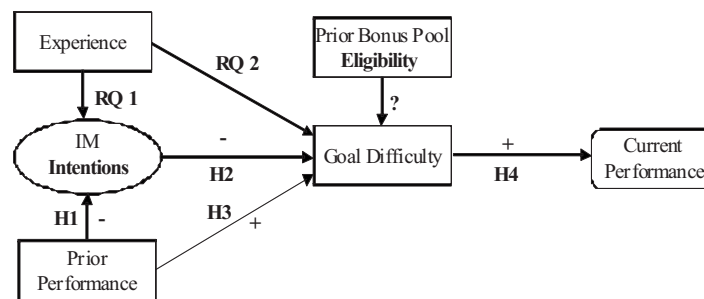 Experience
Prior Bonus Pool
Eligibility
RQ 2
RQ 1
?
IM
Intentions
-
H2
Goal Difficulty
+
H4
Current
Performance
H1 -
H3
+
Prior
Performance